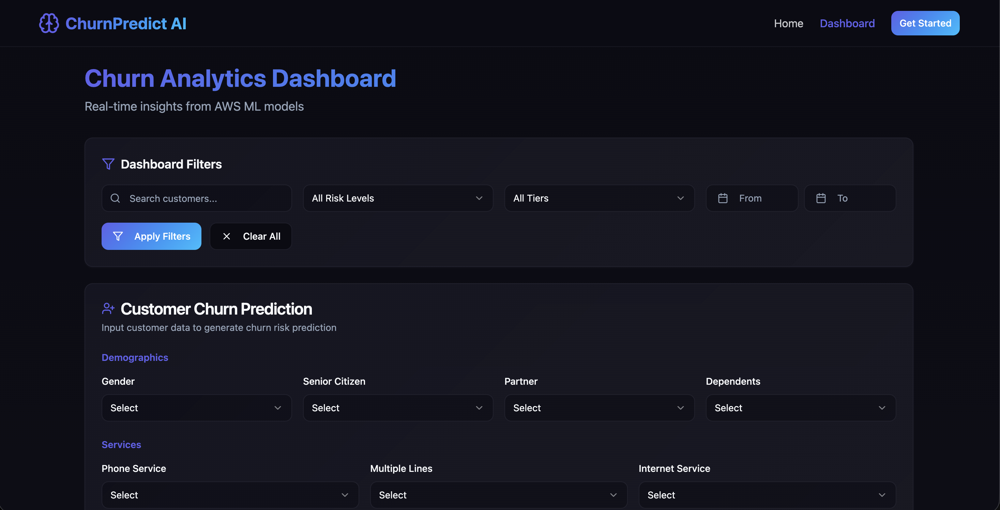 ChurnPredict AI
Home Dashboard Get Started
Churn Analytics Dashboard
Real-time insights from AWS ML models
Dashboard Filters
Search customers... All Risk Levels All Tiers From To
Apply Filters Clear All
Customer Churn Prediction
Input customer data to generate churn risk prediction
Demographics
Gender Senior Citizen Partner Dependents
Select Select Select Select
Services
Phone Service Multiple Lines Internet Service
Select Select Select